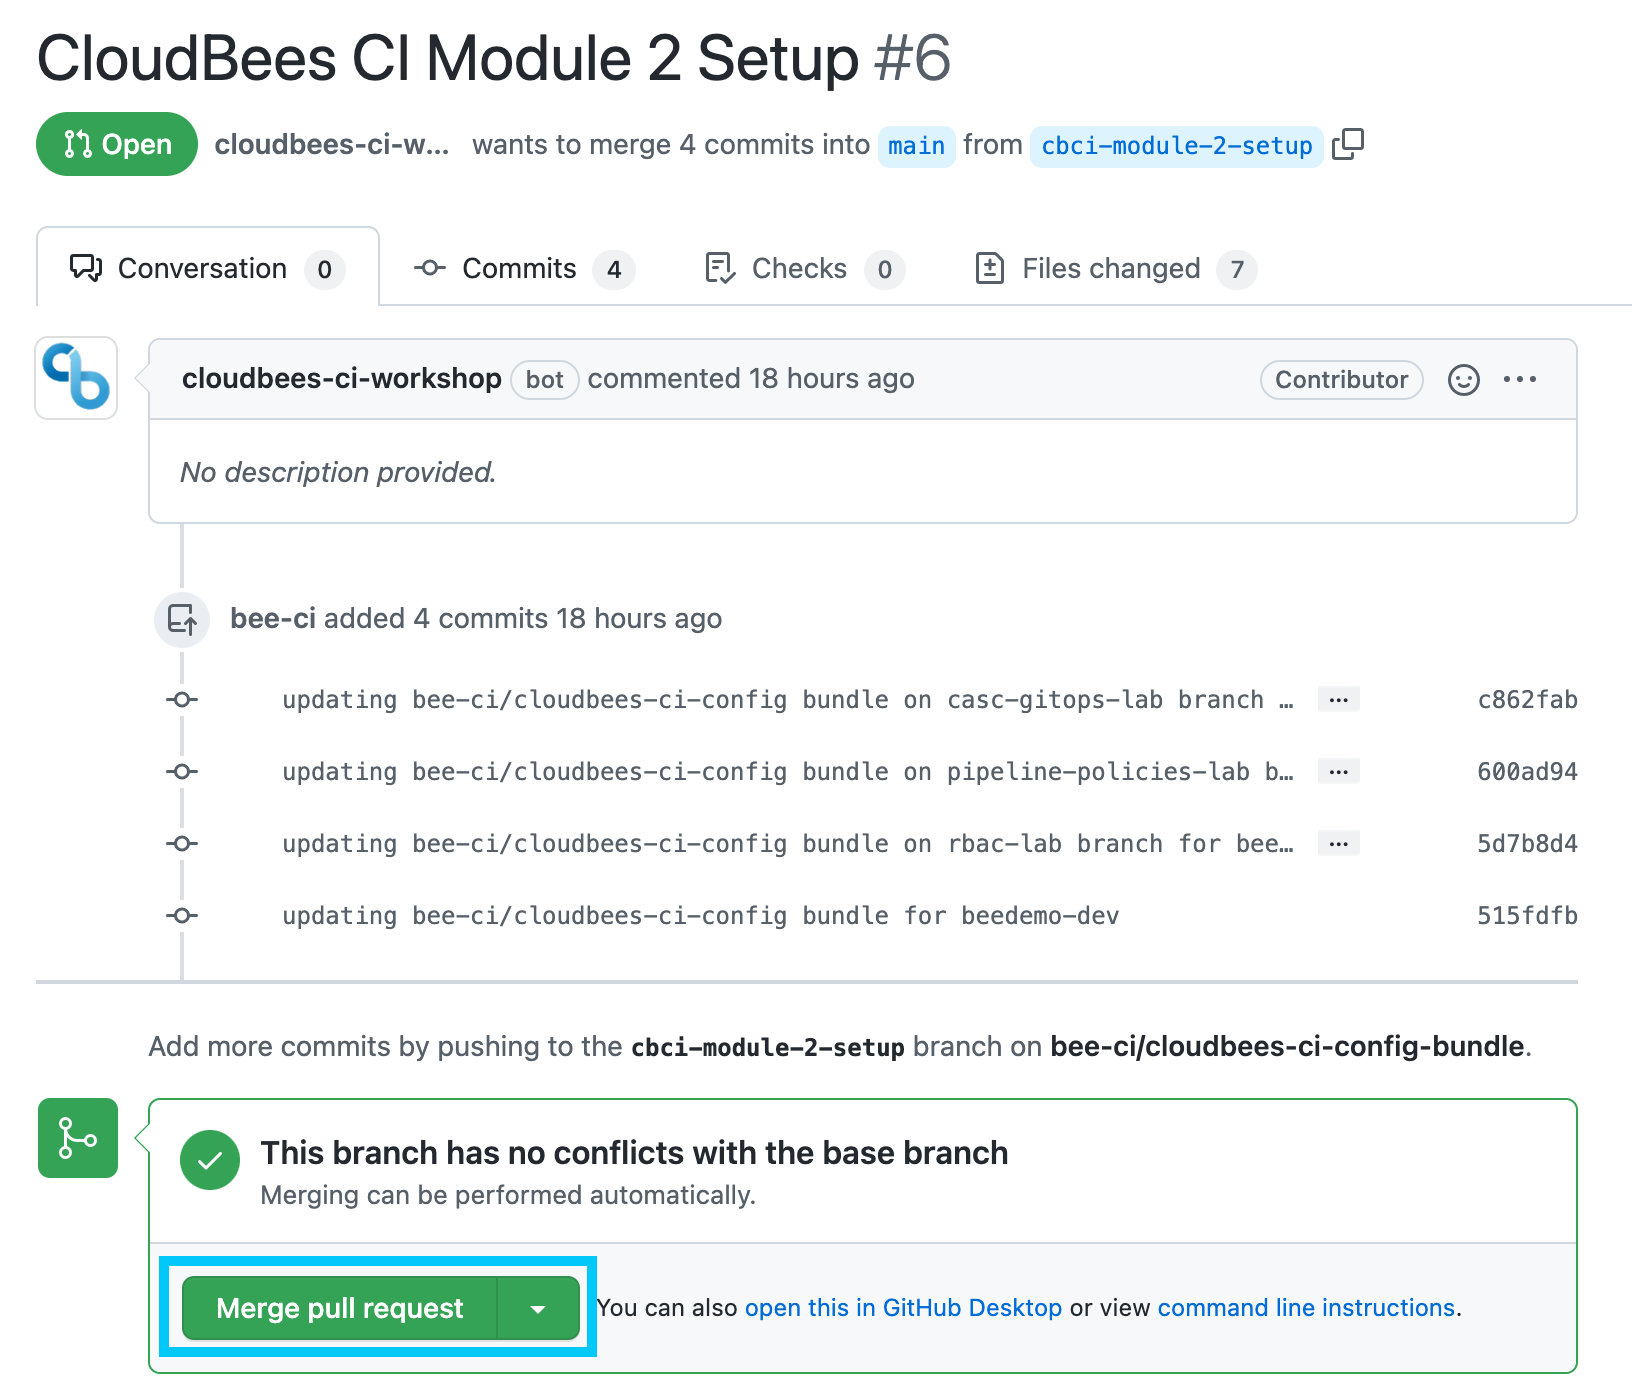 CloudBees CI Module 2 Setup #6
Open cloudbees-ci-w... wants to merge 4 commits into main from cbci-module-2-setup
Conversation 0 Commits 4 Checks 0 Files changed 7
cloudbees-ci-workshop bot commented 18 hours ago Contributor
No description provided.
bee-ci added 4 commits 18 hours ago
updating bee-ci/cloudbees-ci-config bundle on casc-gitops-lab branch … ... c862fab
updating bee-ci/cloudbees-ci-config bundle on pipeline-policies-lab b… ... 600ad94
updating bee-ci/cloudbees-ci-config bundle on rbac-lab branch for bee… ... 5d7b8d4
updating bee-ci/cloudbees-ci-config bundle for beedemo-dev 515fdfb
Add more commits by pushing to the cbci-module-2-setup branch on bee-ci/cloudbees-ci-config-bundle.
This branch has no conflicts with the base branch
Merging can be performed automatically.
Merge pull request You can also open this in GitHub Desktop or view command line instructions.